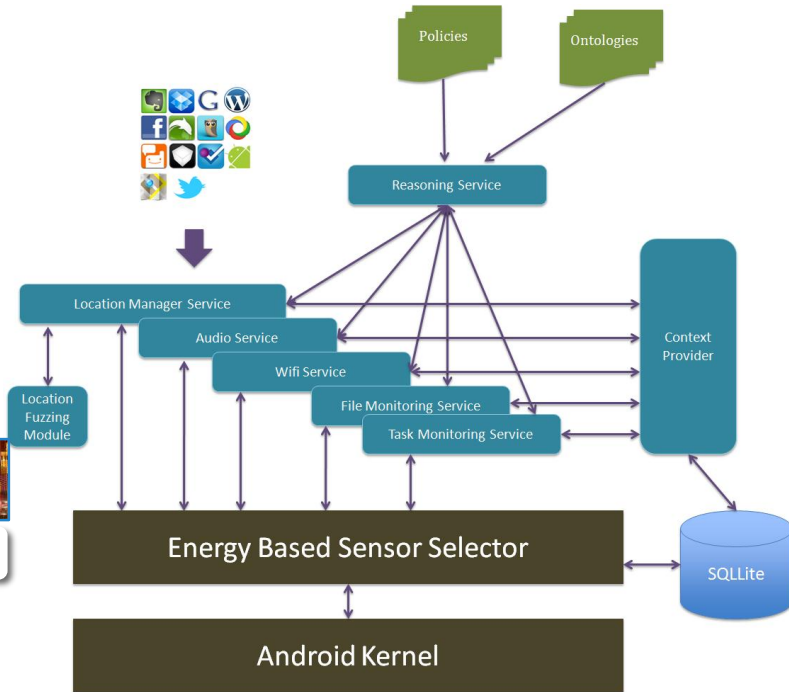 Policies
Ontologies
G
W
f
Reasoning Service
Location Manager Service
Audio Service
Wifi Service
File Monitoring Service
Task Monitoring Service
Context
Provider
Location
Fuzzing
Module
Energy Based Sensor Selector
SQLLite
Android Kernel